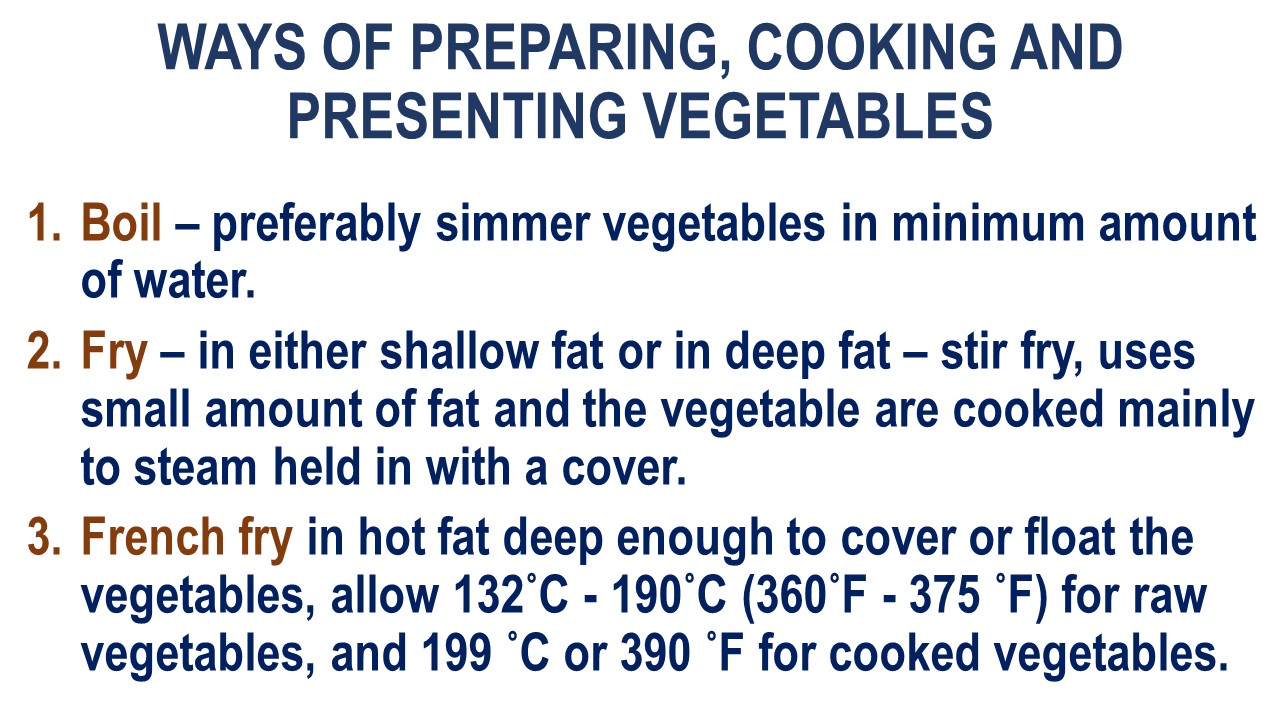 WAYS OF PREPARING, COOKING AND
PRESENTING VEGETABLES
1. Boil – preferably simmer vegetables in minimum amount
of water.
2. Fry – in either shallow fat or in deep fat – stir fry, uses
small amount of fat and the vegetable are cooked mainly
to steam held in with a cover.
3. French fry in hot fat deep enough to cover or float the
vegetables, allow 132˚C - 190˚C (360˚F - 375 ˚F) for raw
vegetables, and 199 ˚C or 390 ˚F for cooked vegetables.